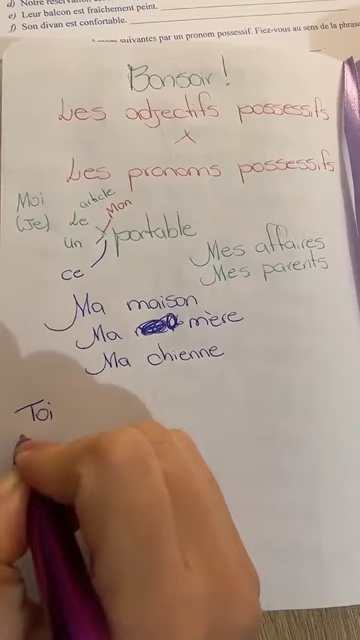 d) Notre
e) Leur balcon est fraîchement peint.
f) Son divan est confortable.
suivantes par un pronom possessif. Fiez-vous au sens de la phrase
Bonsoir !
Les adjectifs possessifs
X
Les pronoms possessifs
Moi
(Je)
article
Mon
Le
un
ce
portable
Mes affaires
Mes parents
Ma maison
Ma mère
Ma chienne
Toi